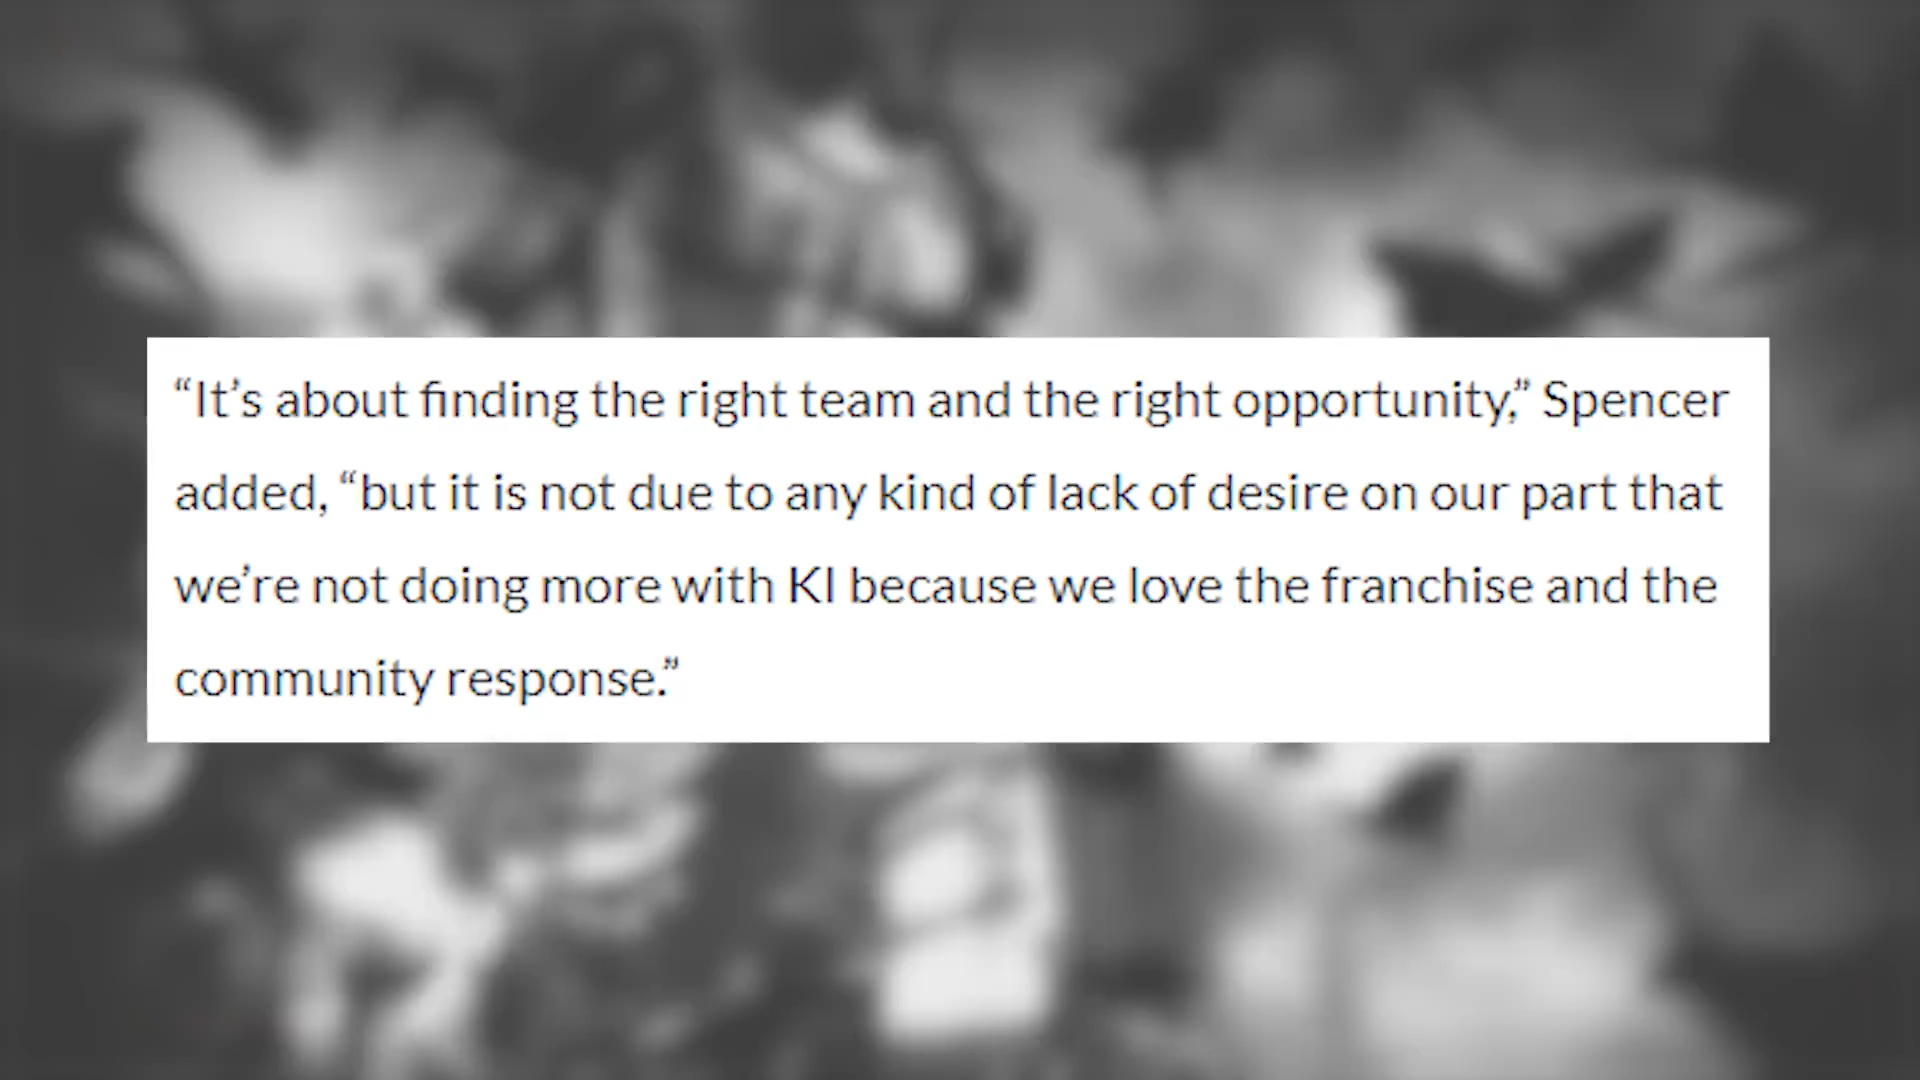 “It’s about finding the right team and the right opportunity,” Spencer
added, “but it is not due to any kind of lack of desire on our part that
we’re not doing more with KI because we love the franchise and the
community response.”